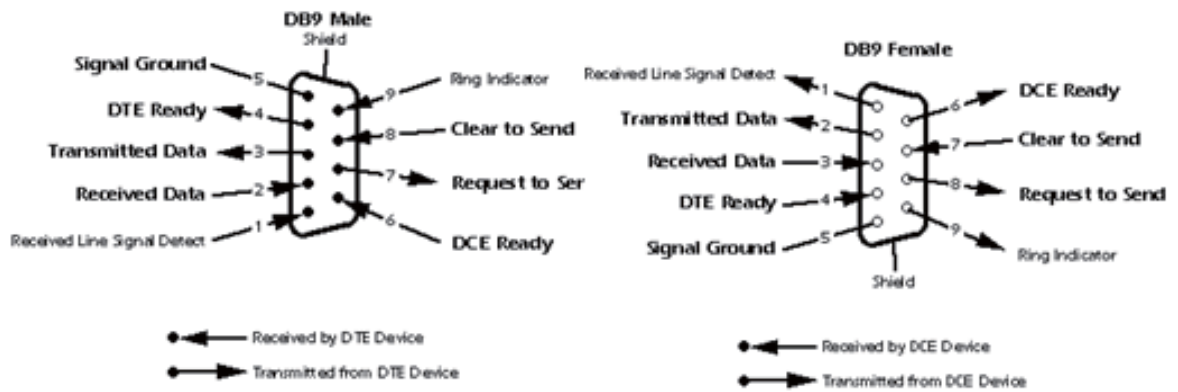 DB9 Male
Shield
Signal Ground
5
DTE Ready
4
Transmitted Data
3
Received Data
2
Received Line Signal Detect
1
9
Ring Indicator
8
Clear to Send
7
Request to Ser
6
DCE Ready
Received by DTE Device
Transmitted from DTE Device
DB9 Female
Received Line Signal Detect
1
Transmitted Data
2
Received Data
3
DTE Ready
4
Signal Ground
5
6
DCE Ready
7
Clear to Send
8
Request to Send
9
Ring Indicator
Shield
Received by DCE Device
Transmitted from DCE Device